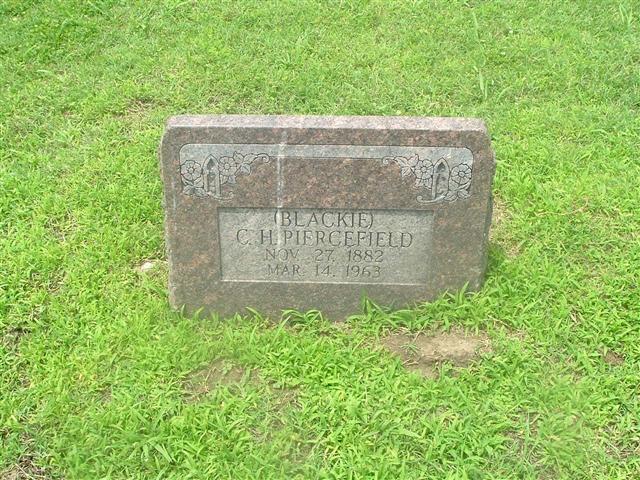 (BLACKIE)
C. H. PIERCEFIELD
NOV. 27, 1882
MAR. 14, 1963